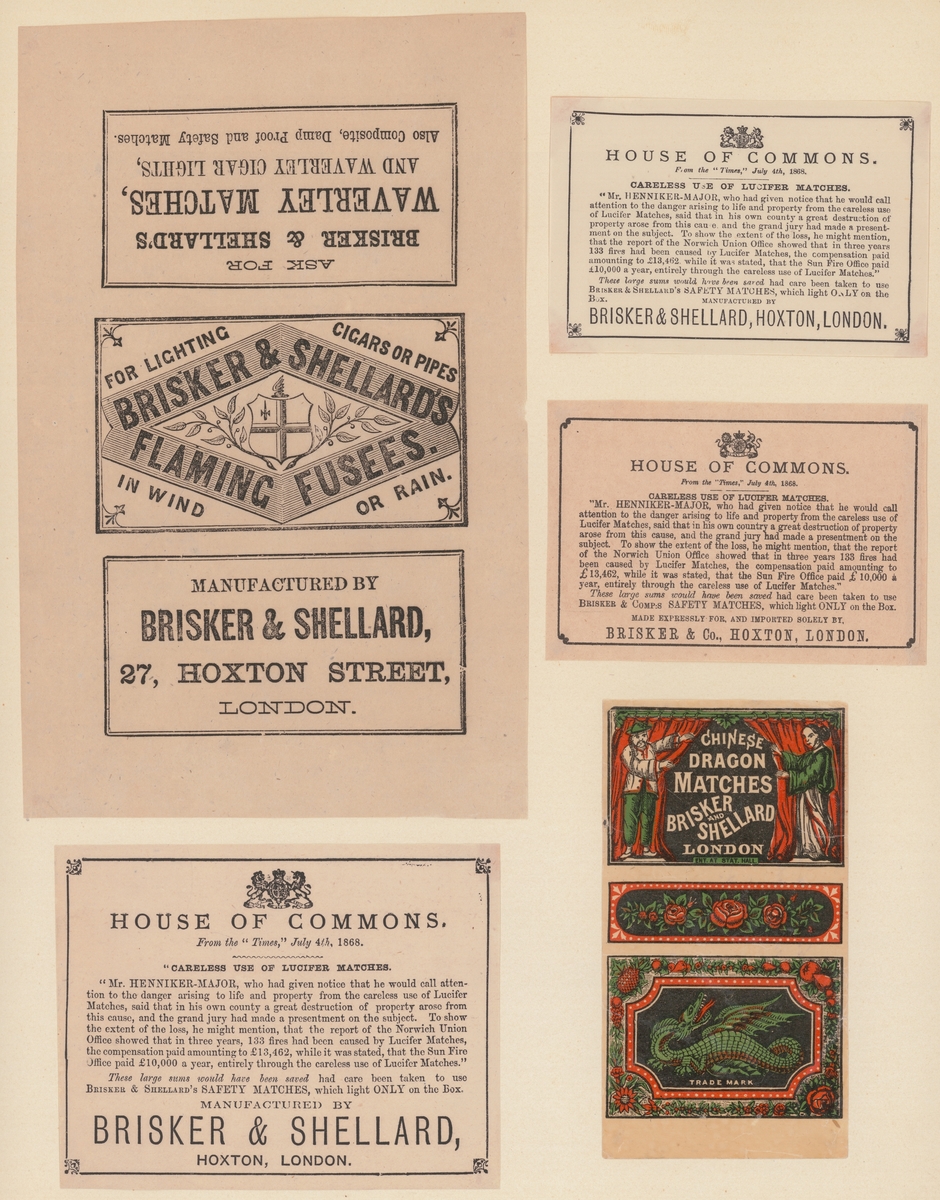 ASK FOR
BRISKER & SHELLARD'S
WAVERLEY MATCHES,
AND WAVERLEY CIGAR LIGHTS,
Also Composite, Damp Proof and Safety Matches.
FOR LIGHTING CIGARS OR PIPES
BRISKER & SHELLARD'S
FLAMING FUSEES.
IN WIND OR RAIN.
MANUFACTURED BY
BRISKER & SHELLARD,
27, HOXTON STREET,
LONDON.
HOUSE OF COMMONS.
From the "Times," July 4th, 1868.
"CARELESS USE OF LUCIFER MATCHES.
"Mr. HENNIKER-MAJOR, who had given notice that he would call atten-
tion to the danger arising to life and property from the careless use of Lucifer
Matches, said that in his own county a great destruction of property arose from
this cause, and the grand jury had made a presentment on the subject. To show
the extent of the loss, he might mention, that the report of the Norwich Union
Office showed that in three years, 133 fires had been caused by Lucifer Matches,
the compensation paid amounting to £13,462, while it was stated, that the Sun Fire
Office paid £10,000 a year, entirely through the careless use of Lucifer Matches."
These large sums would have been saved had care been taken to use
BRISKER & SHELLARD'S SAFETY MATCHES, which light ONLY on the Box.
MANUFACTURED BY
BRISKER & SHELLARD,
HOXTON, LONDON.
HOUSE OF COMMONS.
From the "Times," July 4th, 1868.
CARELESS USE OF LUCIFER MATCHES.
"Mr. HENNIKER-MAJOR, who had given notice that he would call
attention to the danger arising to life and property from the careless use
of Lucifer Matches, said that in his own county a great destruction of
property arose from this cause and the grand jury had made a present-
ment on the subject. To show the extent of the loss, he might mention,
that the report of the Norwich Union Office showed that in three years
133 fires had been caused by Lucifer Matches, the compensation paid
amounting to £13,462 while it was stated, that the Sun Fire Office paid
£10,000 a year, entirely through the careless use of Lucifer Matches."
These large sums would have been saved had care been taken to use
BRISKER & SHELLARD'S SAFETY MATCHES, which light ONLY on the
Box.
MANUFACTURED BY
BRISKER & SHELLARD, HOXTON, LONDON.
HOUSE OF COMMONS.
From the "Times," July 4th, 1868.
CARELESS USE OF LUCIFER MATCHES.
"Mr. HENNIKER-MAJOR, who had given notice that he would call
attention to the danger arising to life and property from the careless use of
Lucifer Matches, said that in his own country a great destruction of property
arose from this cause, and the grand jury had made a presentment on the
subject. To show the extent of the loss, he might mention, that the report
of the Norwich Union Office showed that in three years 133 fires had
been caused by Lucifer Matches, the compensation paid amounting to
£13,462, while it was stated, that the Sun Fire Office paid £10,000 a
year, entirely through the careless use of Lucifer Matches."
These large sums would have been saved had care been taken to use
BRISKER & COMP:S SAFETY MATCHES, which light ONLY on the Box.
MADE EXPRESSLY FOR, AND IMPORTED SOLELY BY,
BRISKER & Co., HOXTON, LONDON.
CHINESE
DRAGON
MATCHES
BRISKER
AND
SHELLARD
LONDON
ENT. AT STAT. HALL
TRADE MARK